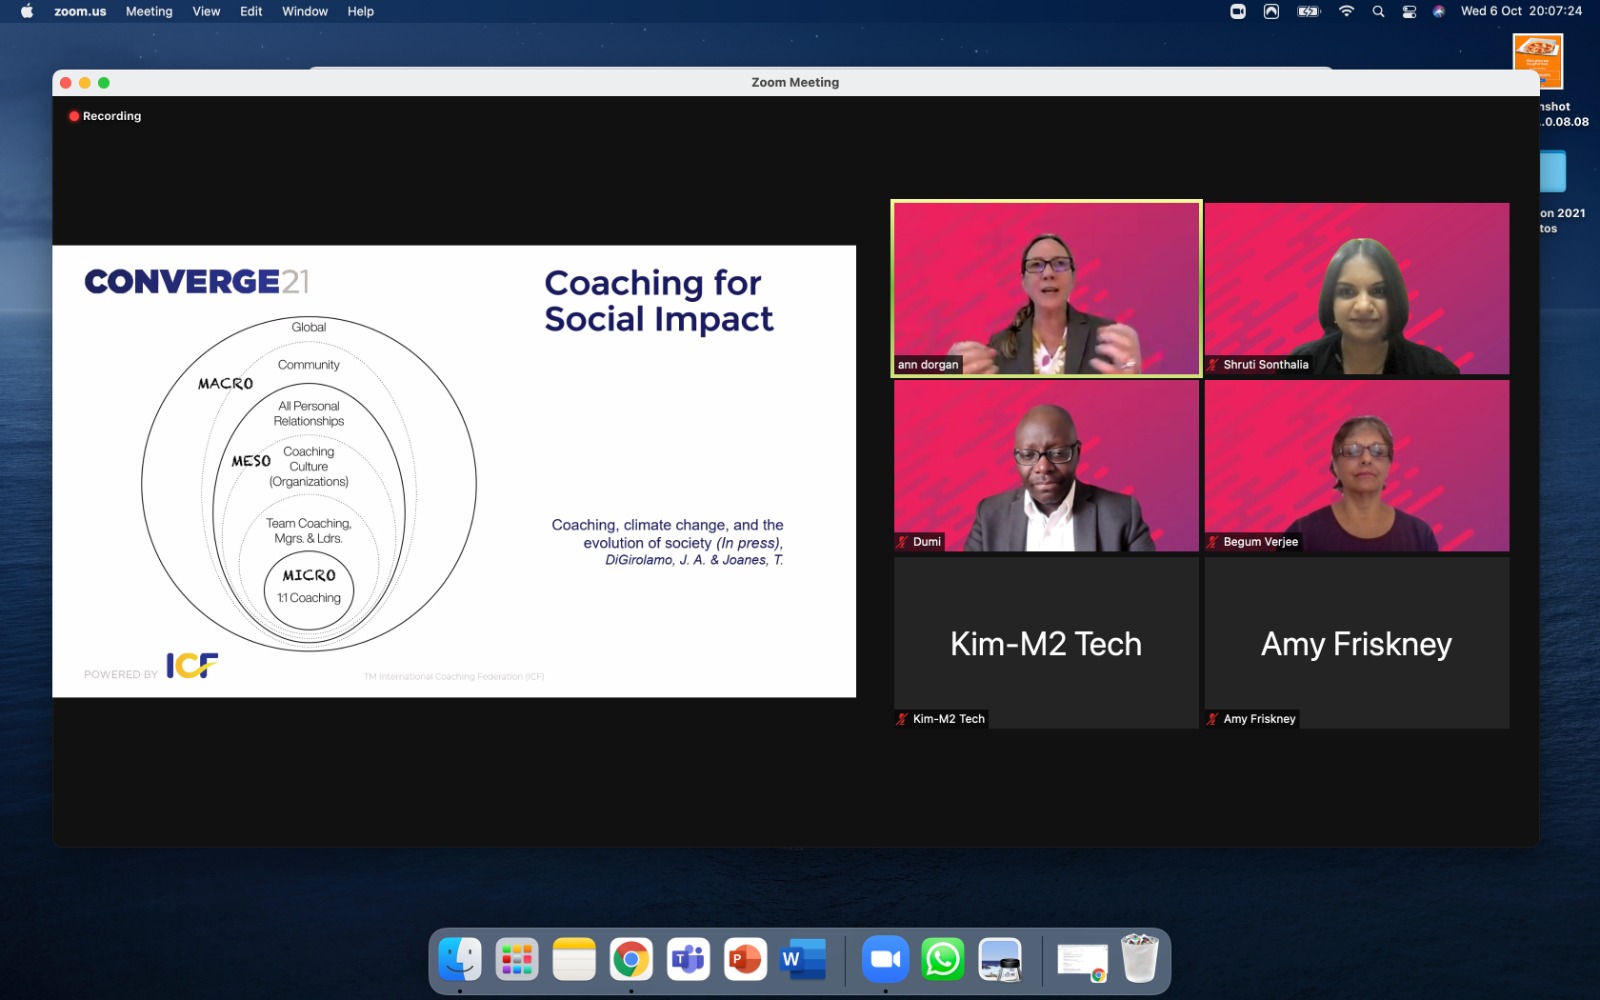 zoom.us Meeting View Edit Window Help
Wed 6 Oct 20:07:24
Zoom Meeting
Recording
nshot
.0.08.08
on 2021
tos
CONVERGE21
Coaching for
Social Impact
Global
Community
MACRO
All Personal
Relationships
MESO
Coaching
Culture
(Organizations)
Team Coaching,
Mgrs. & Ldrs.
MICRO
1:1 Coaching
Coaching, climate change, and the
evolution of society (In press),
DiGirolamo, J. A. & Joanes, T.
POWERED BY ICF
TM International Coaching Federation (ICF)
ann dorgan
Shruti Sonthalia
Dumi
Begum Verjee
Kim-M2 Tech
Amy Friskney
Kim-M2 Tech
Amy Friskney
T
P
W